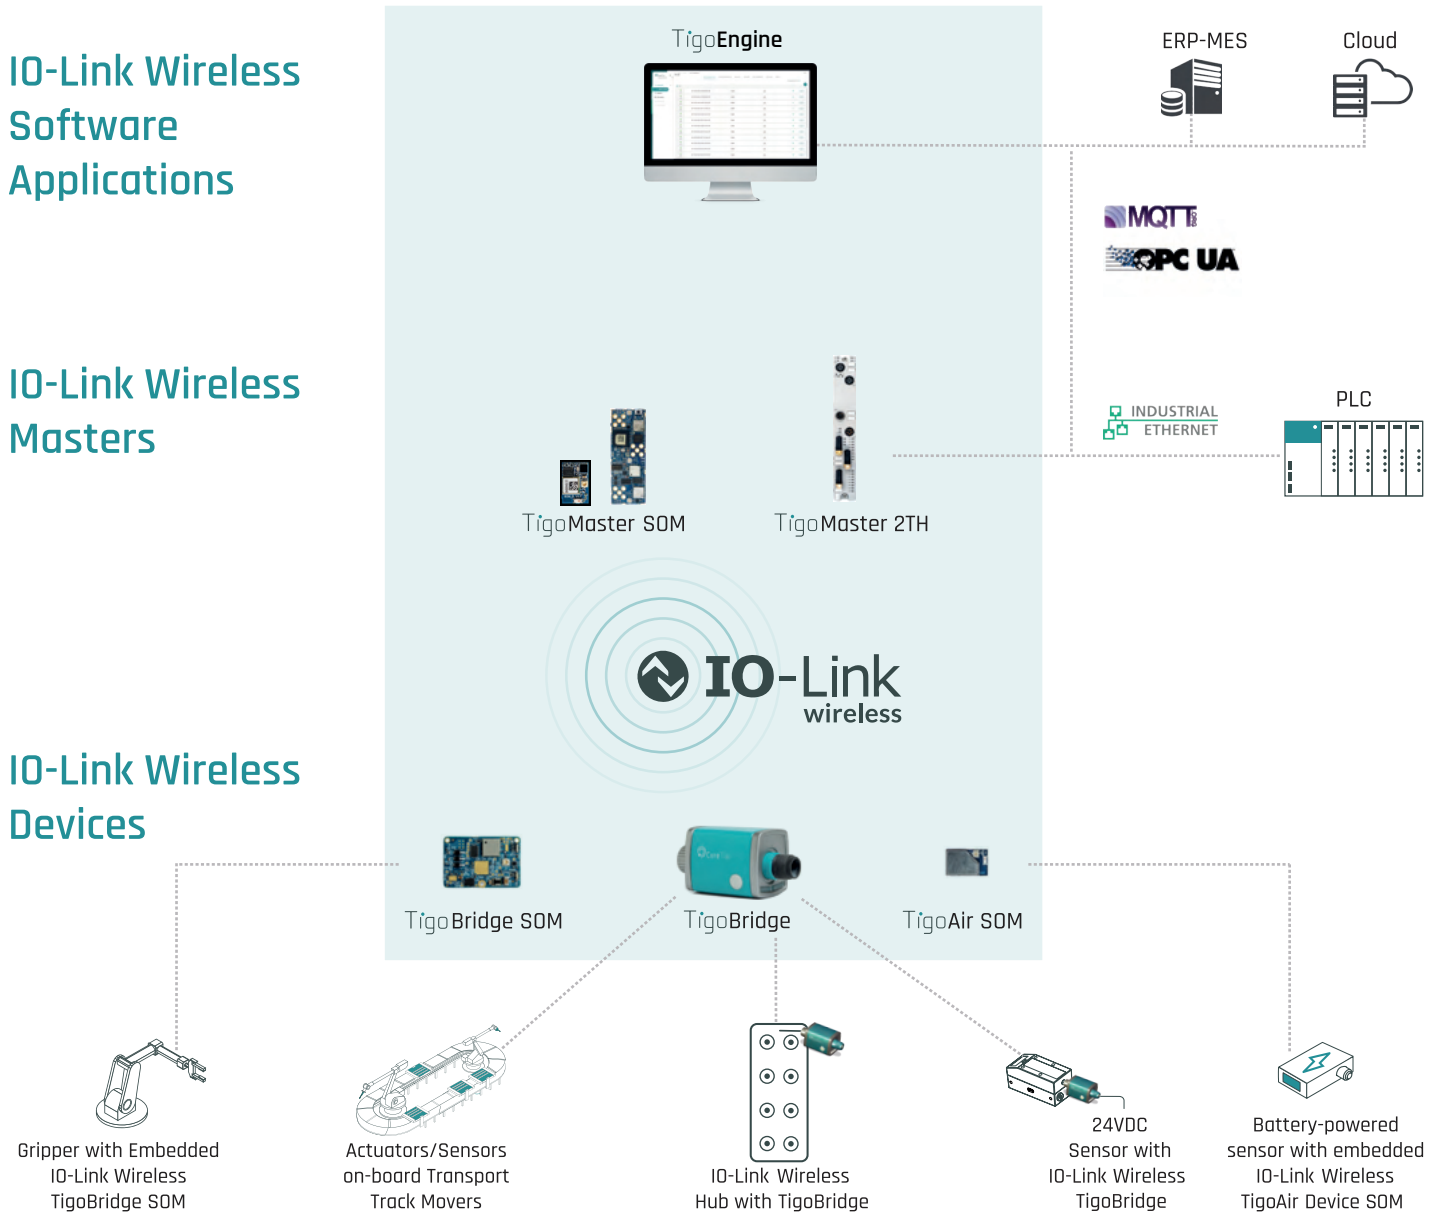 TigoEngine
ERP-MES
Cloud
IO-Link Wireless
Software
Applications
MQTT
OPC UA
IO-Link Wireless
Masters
INDUSTRIAL
ETHERNET
PLC
TigoMaster SOM
TigoMaster 2TH
IO-Link
wireless
IO-Link Wireless
Devices
TigoBridge SOM
TigoBridge
TigoAir SOM
Gripper with Embedded
IO-Link Wireless
TigoBridge SOM
Actuators/Sensors
on-board Transport
Track Movers
IO-Link Wireless
Hub with TigoBridge
24VDC
Sensor with
IO-Link Wireless
TigoBridge
Battery-powered
sensor with embedded
IO-Link Wireless
TigoAir Device SOM